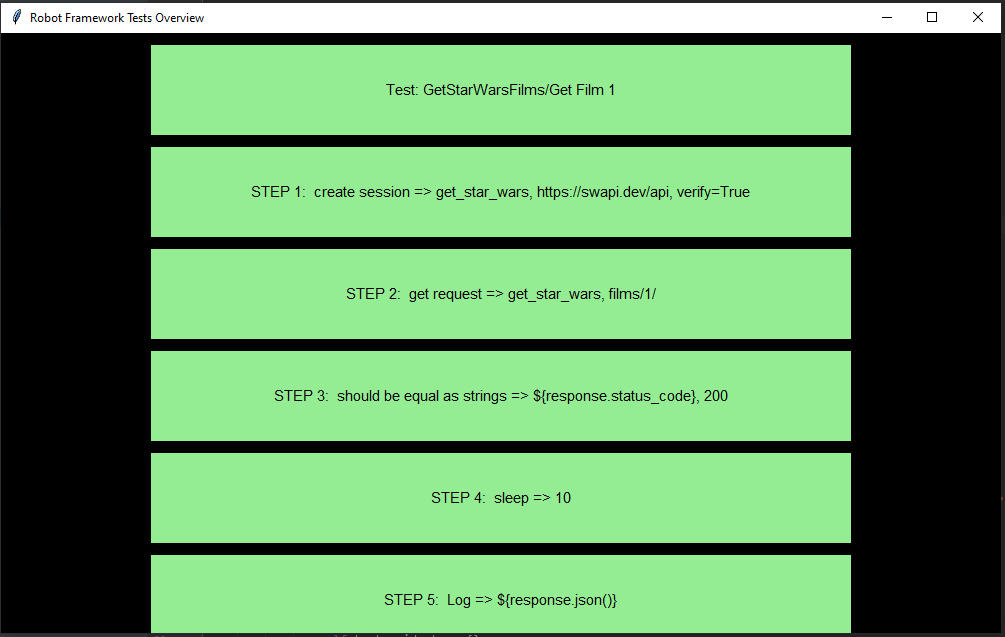 Robot Framework Tests Overview
Test: GetStarWarsFilms/Get Film 1
STEP 1:  create session => get_star_wars, https://swapi.dev/api, verify=True
STEP 2:  get request => get_star_wars, films/1/
STEP 3:  should be equal as strings => ${response.status_code}, 200
STEP 4:  sleep => 10
STEP 5:  Log => ${response.json()}